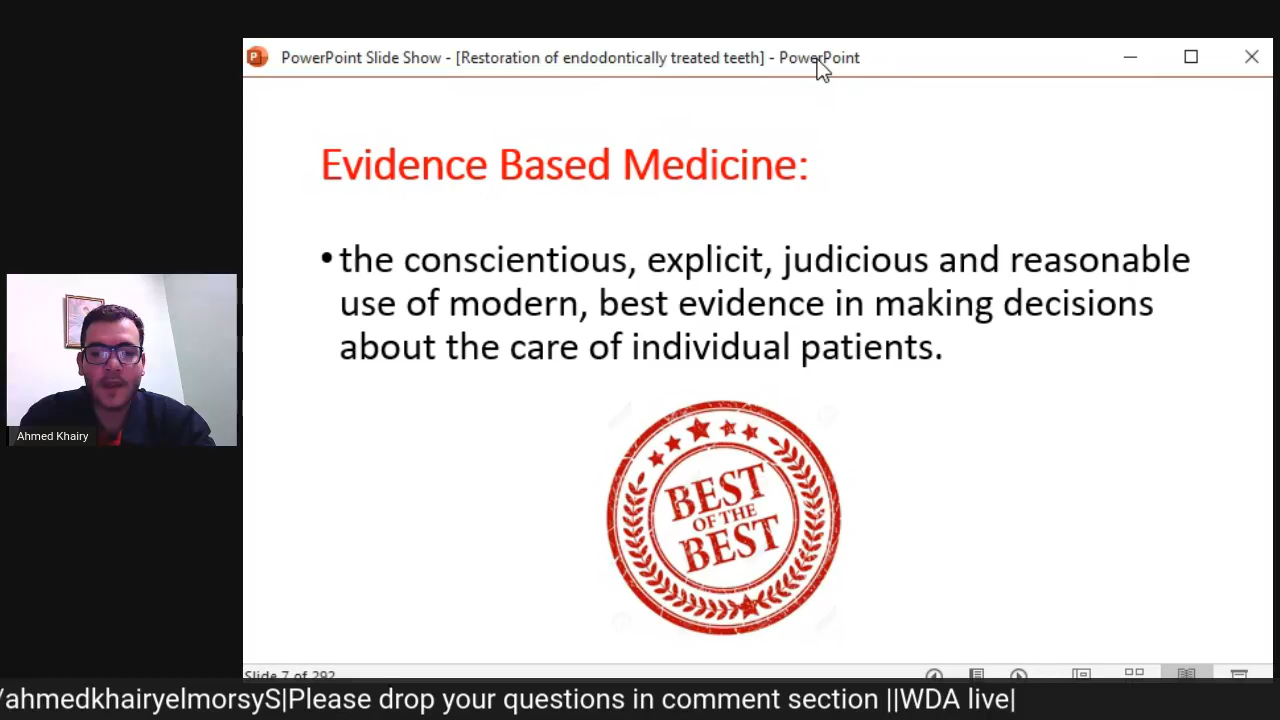 PowerPoint Slide Show - [Restoration of endodontically treated teeth] - PowerPoint
Evidence Based Medicine:
• the conscientious, explicit, judicious and reasonable
use of modern, best evidence in making decisions
about the care of individual patients.
BEST
OF THE
BEST
Ahmed Khairy
Slide 7 of 292
/ahmedkhairyelmorsyS|Please drop your questions in comment section ||WDA live|